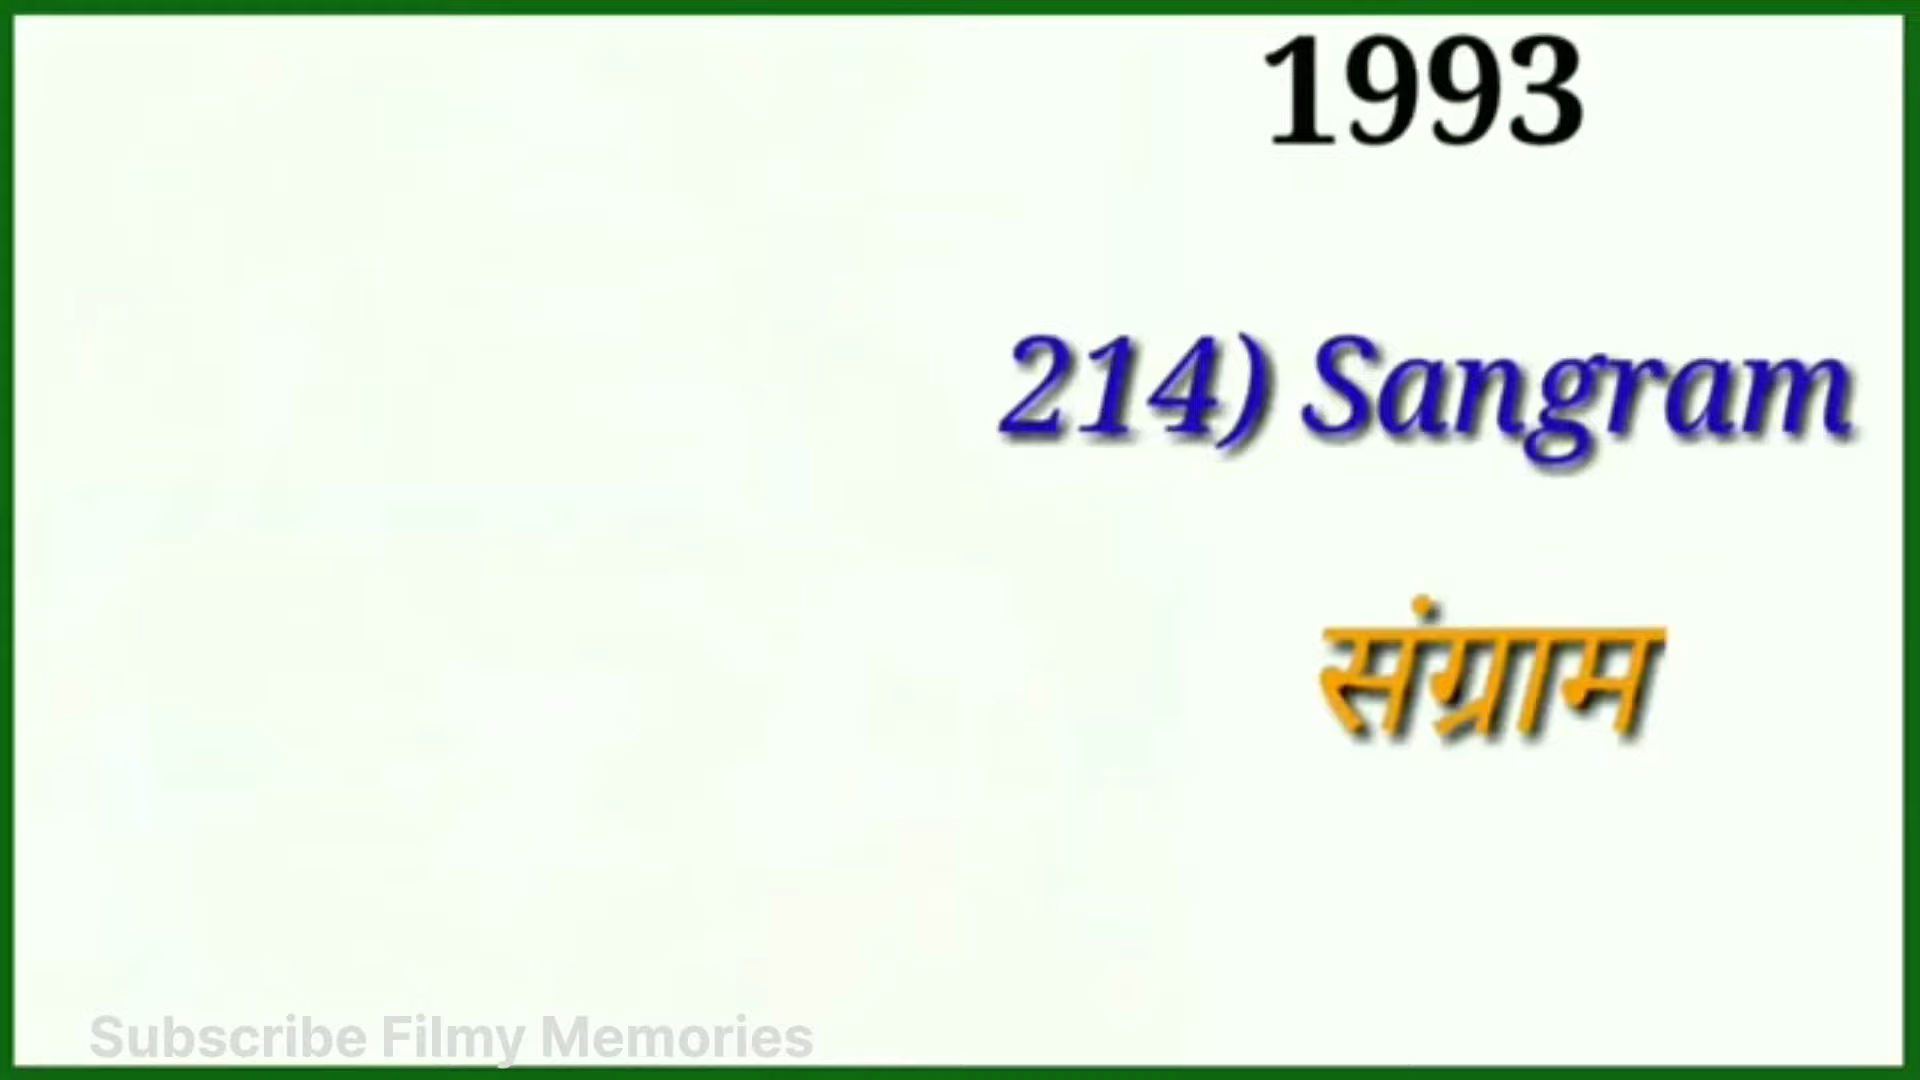 1993
214) Sangram
संग्राम
Subscribe Filmy Memories